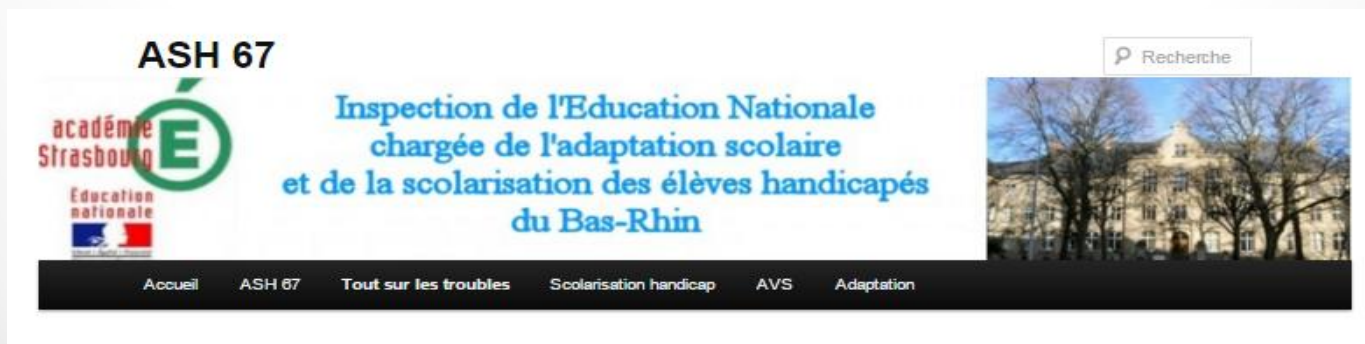 ASH 67
Recherche
académie
Strasbourg
É
Education
nationale
Inspection de l'Education Nationale
chargée de l'adaptation scolaire
et de la scolarisation des élèves handicapés
du Bas-Rhin
Accueil ASH 67 Tout sur les troubles Scolarisation handicap AVS Adaptation